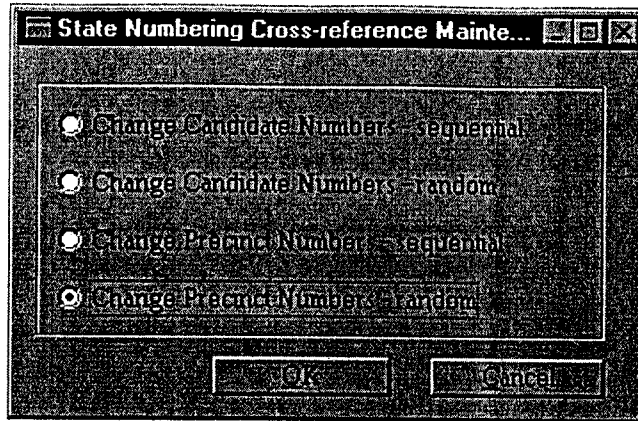 State Numbering Cross-reference Mainte...
Change Candidate Numbers - sequential
Change Candidate Numbers - random
Change Precinct Numbers - sequential
Change Precinct Numbers - random
OK
Cancel